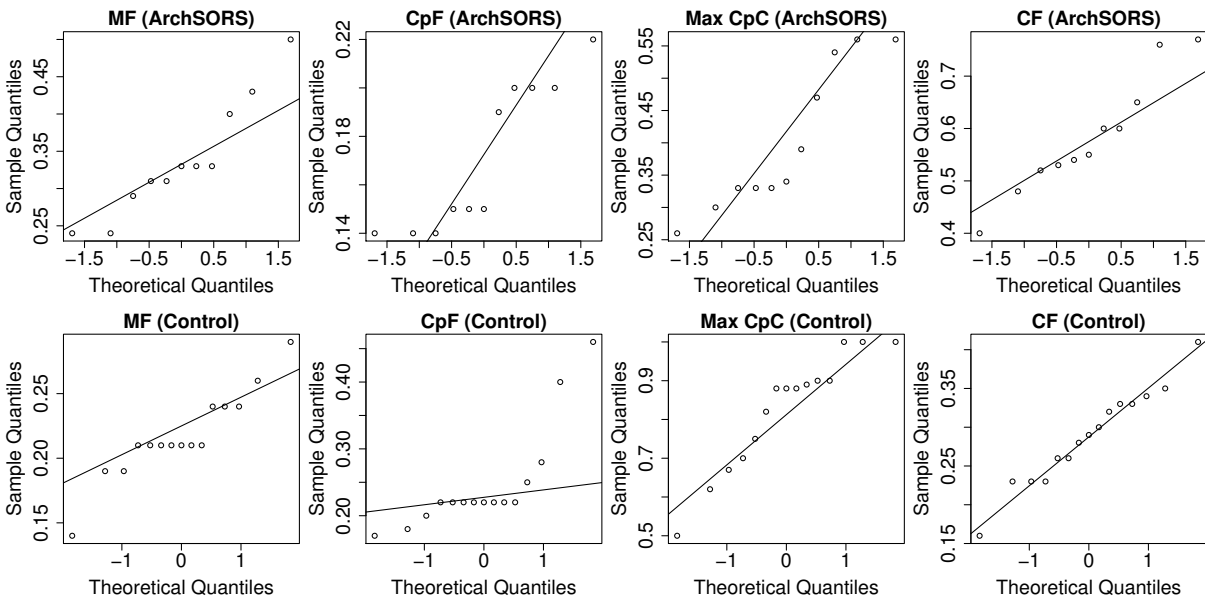 MF (ArchSORS)
Sample Quantiles
0.45
0.35
0.25
−1.5 −0.5 0.5 1.5
Theoretical Quantiles
CpF (ArchSORS)
Sample Quantiles
0.22
0.18
0.14
−1.5 −0.5 0.5 1.5
Theoretical Quantiles
Max CpC (ArchSORS)
Sample Quantiles
0.55
0.45
0.35
0.25
−1.5 −0.5 0.5 1.5
Theoretical Quantiles
CF (ArchSORS)
Sample Quantiles
0.7
0.6
0.5
0.4
−1.5 −0.5 0.5 1.5
Theoretical Quantiles
MF (Control)
Sample Quantiles
0.25
0.20
0.15
−1 0 1
Theoretical Quantiles
CpF (Control)
Sample Quantiles
0.40
0.30
0.20
−1 0 1
Theoretical Quantiles
Max CpC (Control)
Sample Quantiles
0.9
0.7
0.5
−1 0 1
Theoretical Quantiles
CF (Control)
Sample Quantiles
0.35
0.25
0.15
−1 0 1
Theoretical Quantiles